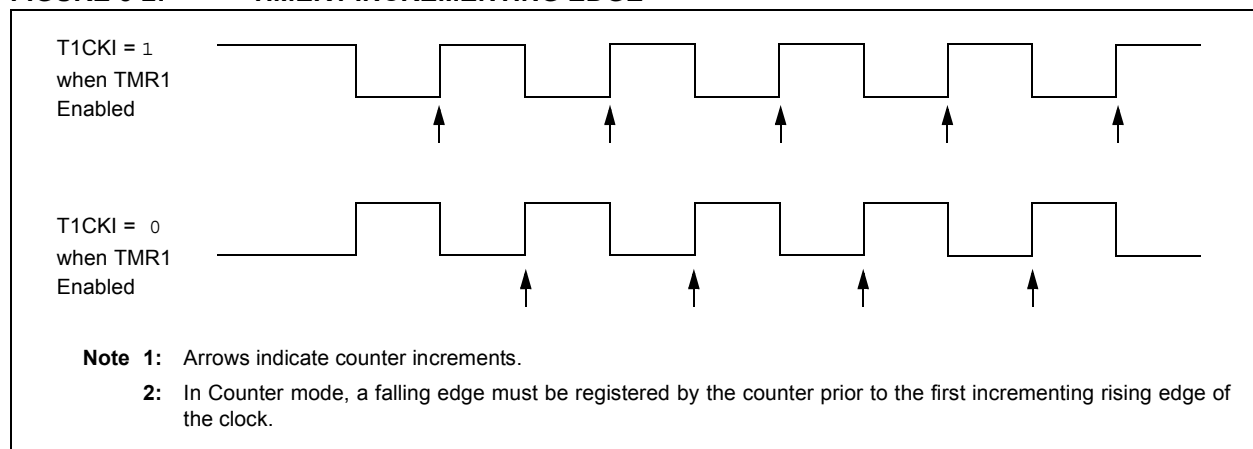 T1CKI = 1
when TMR1
Enabled
T1CKI = 0
when TMR1
Enabled
Note 1: Arrows indicate counter increments.
2: In Counter mode, a falling edge must be registered by the counter prior to the first incrementing rising edge of
the clock.